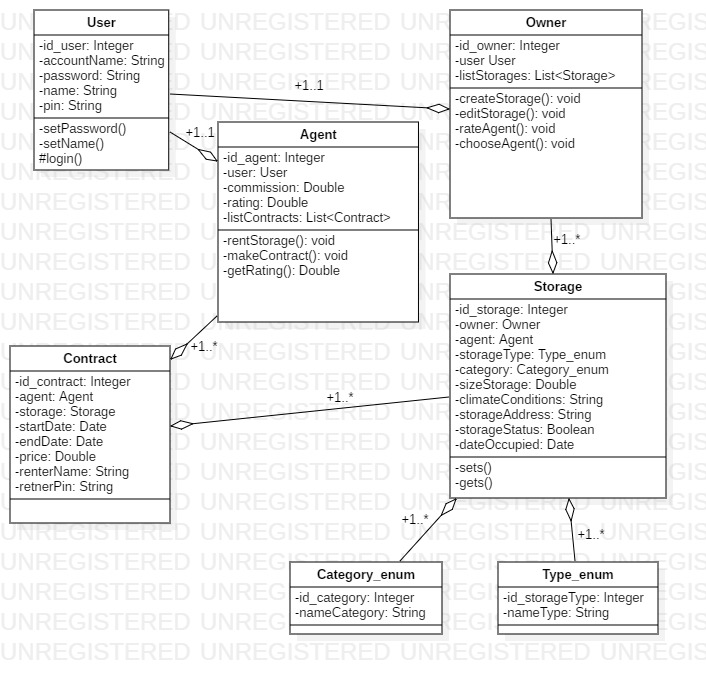 User
-id_user: Integer
-accountName: String
-password: String
-name: String
-pin: String
-setPassword()
-setName()
#login()
Owner
-id_owner: Integer
-user User
-listStorages: List<Storage>
-createStorage(): void
-editStorage(): void
-rateAgent(): void
-chooseAgent(): void
+1..1
+1..1
Agent
-id_agent: Integer
-user: User
-commission: Double
-rating: Double
-listContracts: List<Contract>
-rentStorage(): void
-makeContract(): void
-getRating(): Double
+1..*
Storage
-id_storage: Integer
-owner: Owner
-agent: Agent
-storageType: Type_enum
-category: Category_enum
-sizeStorage: Double
-climateConditions: String
-storageAddress: String
-storageStatus: Boolean
-dateOccupied: Date
-sets()
-gets()
+1..*
Contract
-id_contract: Integer
-agent: Agent
-storage: Storage
-startDate: Date
-endDate: Date
-price: Double
-renterName: String
-retnerPin: String
+1..*
+1..*
+1..*
Category_enum
-id_category: Integer
-nameCategory: String
Type_enum
-id_storageType: Integer
-nameType: String
UNREGISTERED UNREGISTERED UNREGISTERED UNREG